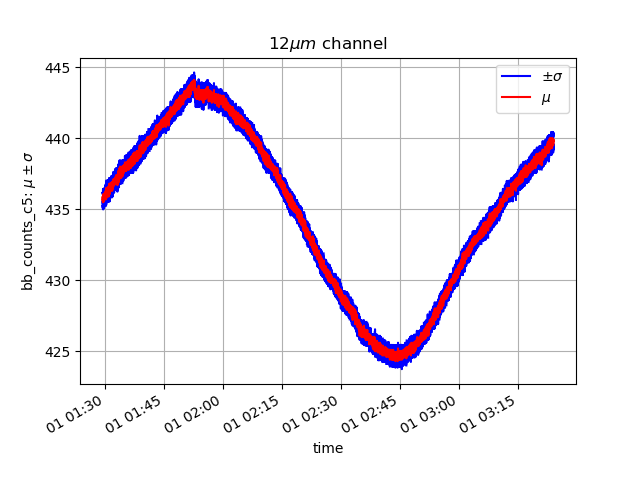 12μm channel
±σ
μ
445
440
435
430
425
bb_counts_c5: μ ± σ
01 01:30
01 01:45
01 02:00
01 02:15
01 02:30
01 02:45
01 03:00
01 03:15
time